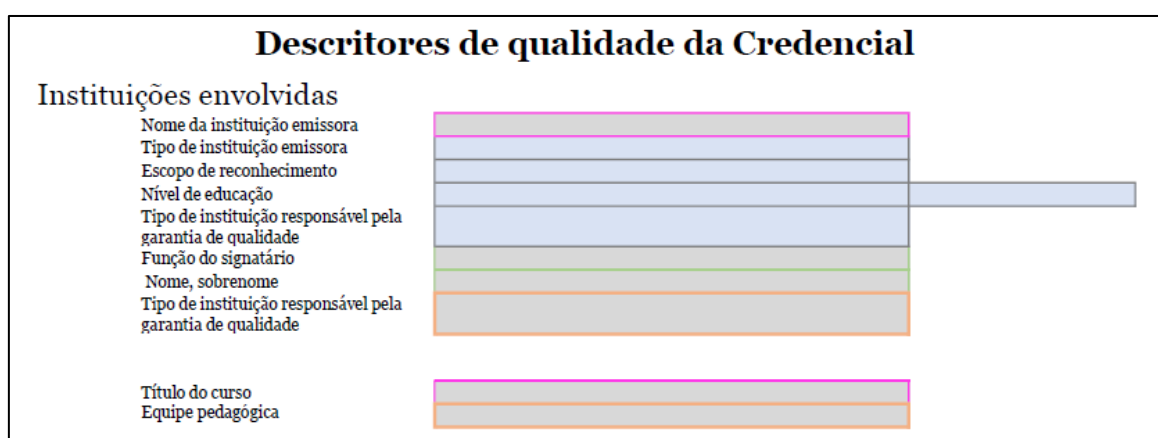 Descritores de qualidade da Credencial
Instituições envolvidas
Nome da instituição emissora
Tipo de instituição emissora
Escopo de reconhecimento
Nível de educação
Tipo de instituição responsável pela
garantia de qualidade
Função do signatário
Nome, sobrenome
Tipo de instituição responsável pela
garantia de qualidade
Título do curso
Equipe pedagógica